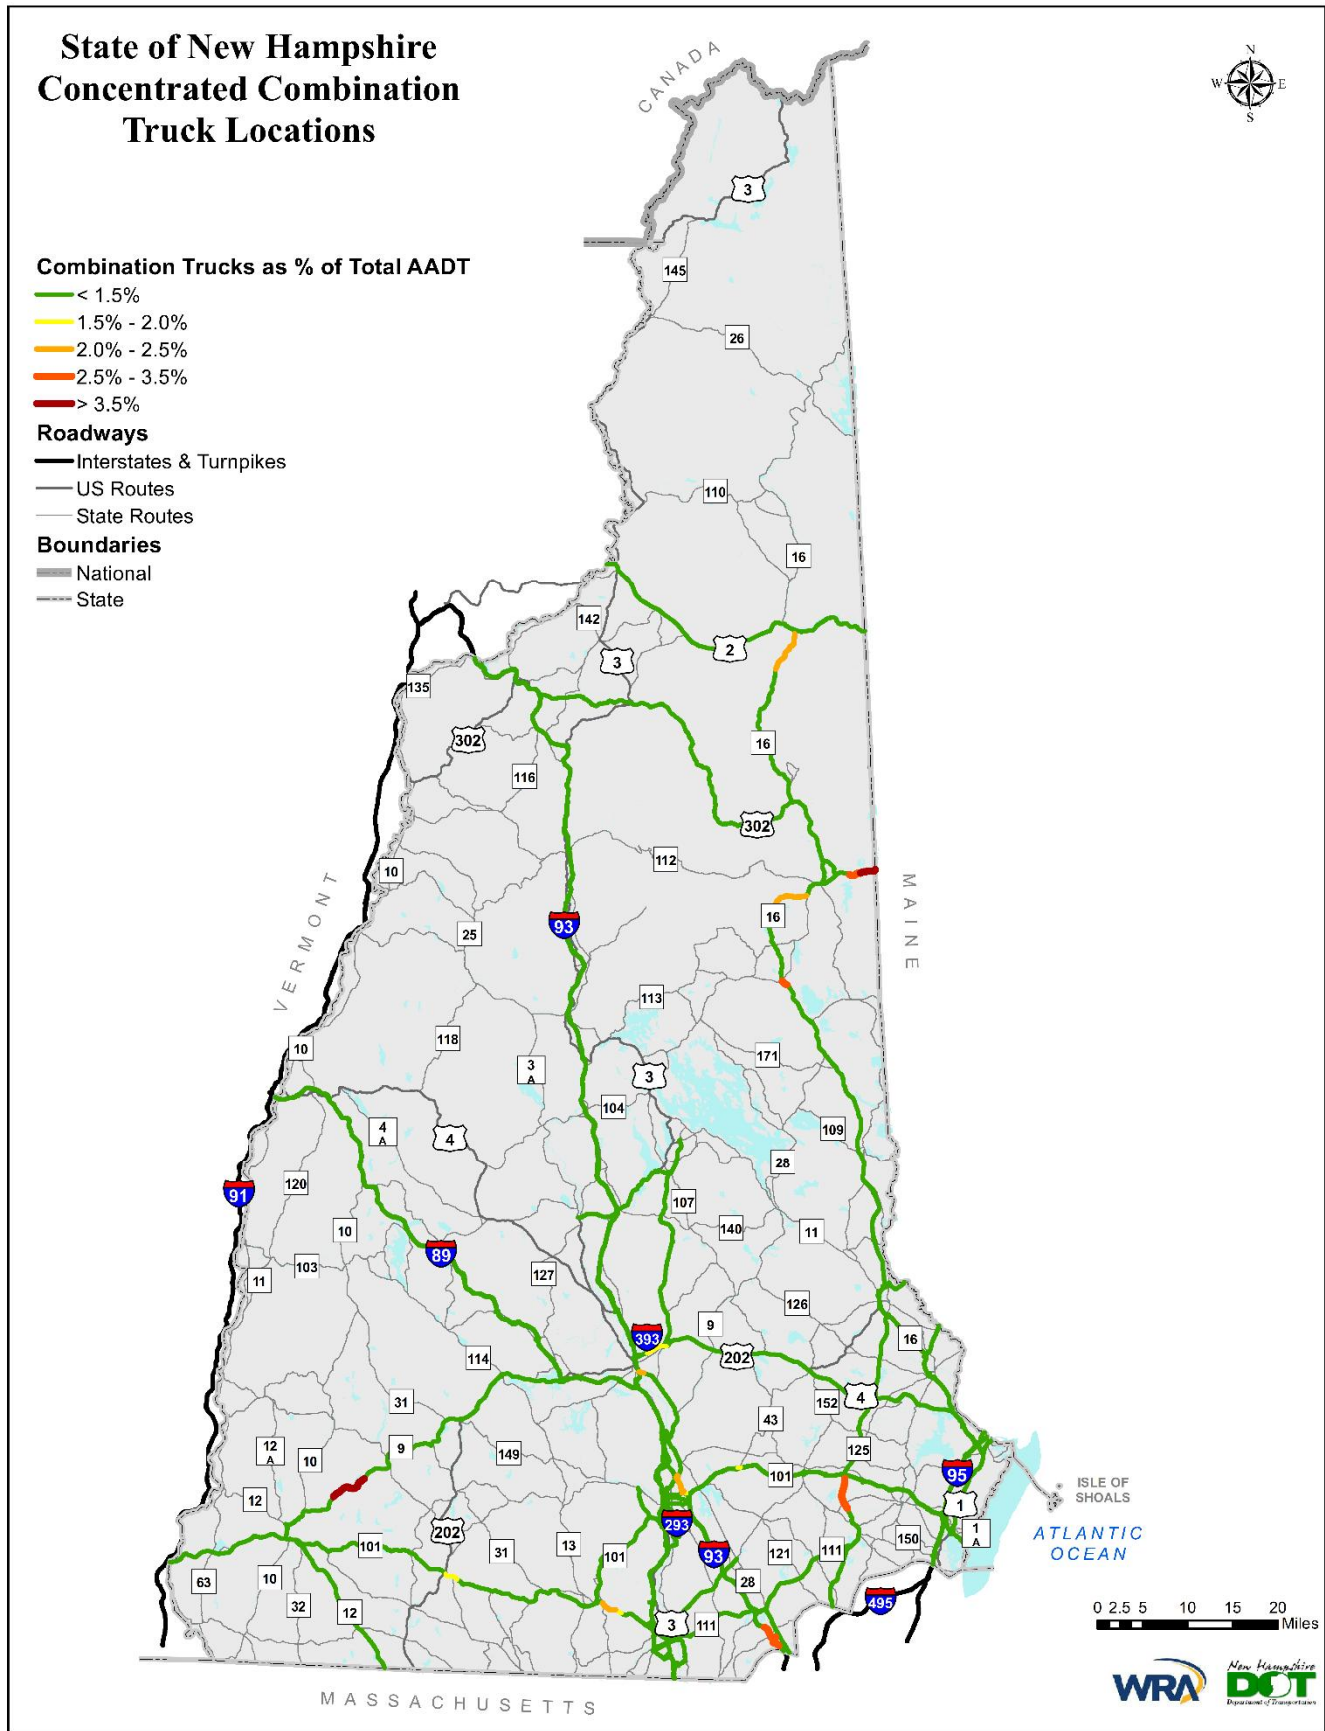 State of New Hampshire
Concentrated Combination
Truck Locations
CANADA
N
W
E
S
3
145
26
Combination Trucks as % of Total AADT
< 1.5%
1.5% - 2.0%
2.0% - 2.5%
2.5% - 3.5%
> 3.5%
Roadways
Interstates & Turnpikes
US Routes
State Routes
Boundaries
National
State
110
16
142
2
3
135
302
16
116
302
112
10
MAINE
16
93
25
VERMONT
113
118
10
171
3
A
3
104
4
A
4
109
28
120
91
107
140
11
10
89
103
11
127
126
9
16
393
202
114
31
4
152
43
12
A
10
9
149
125
101
95
ISLE OF
SHOALS
12
1
293
202
1
A
ATLANTIC
OCEAN
101
31
13
101
93
121
111
150
63
10
28
32
12
495
3
111
0 2.5 5 10 15 20
Miles
WRA
New Hampshire
DOT
Department of Transportation
MASSACHUSETTS